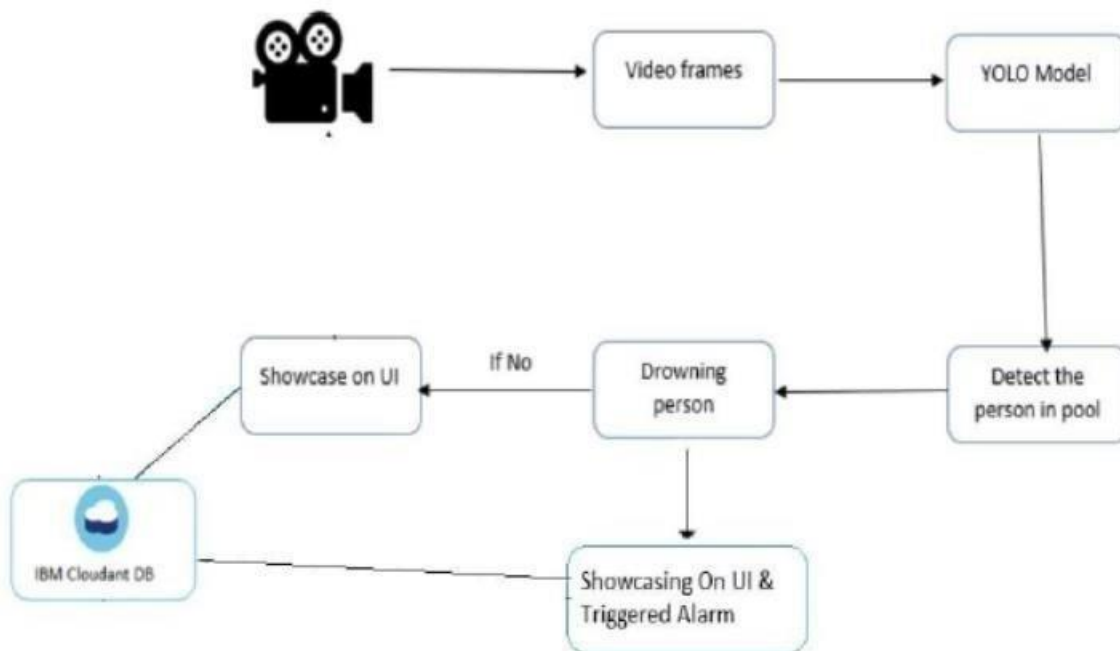 Video frames
YOLO Model
Showcase on UI
If No
Drowning
person
Detect the
person in pool
IBM Cloudant DB
Showcasing On UI &
Triggered Alarm